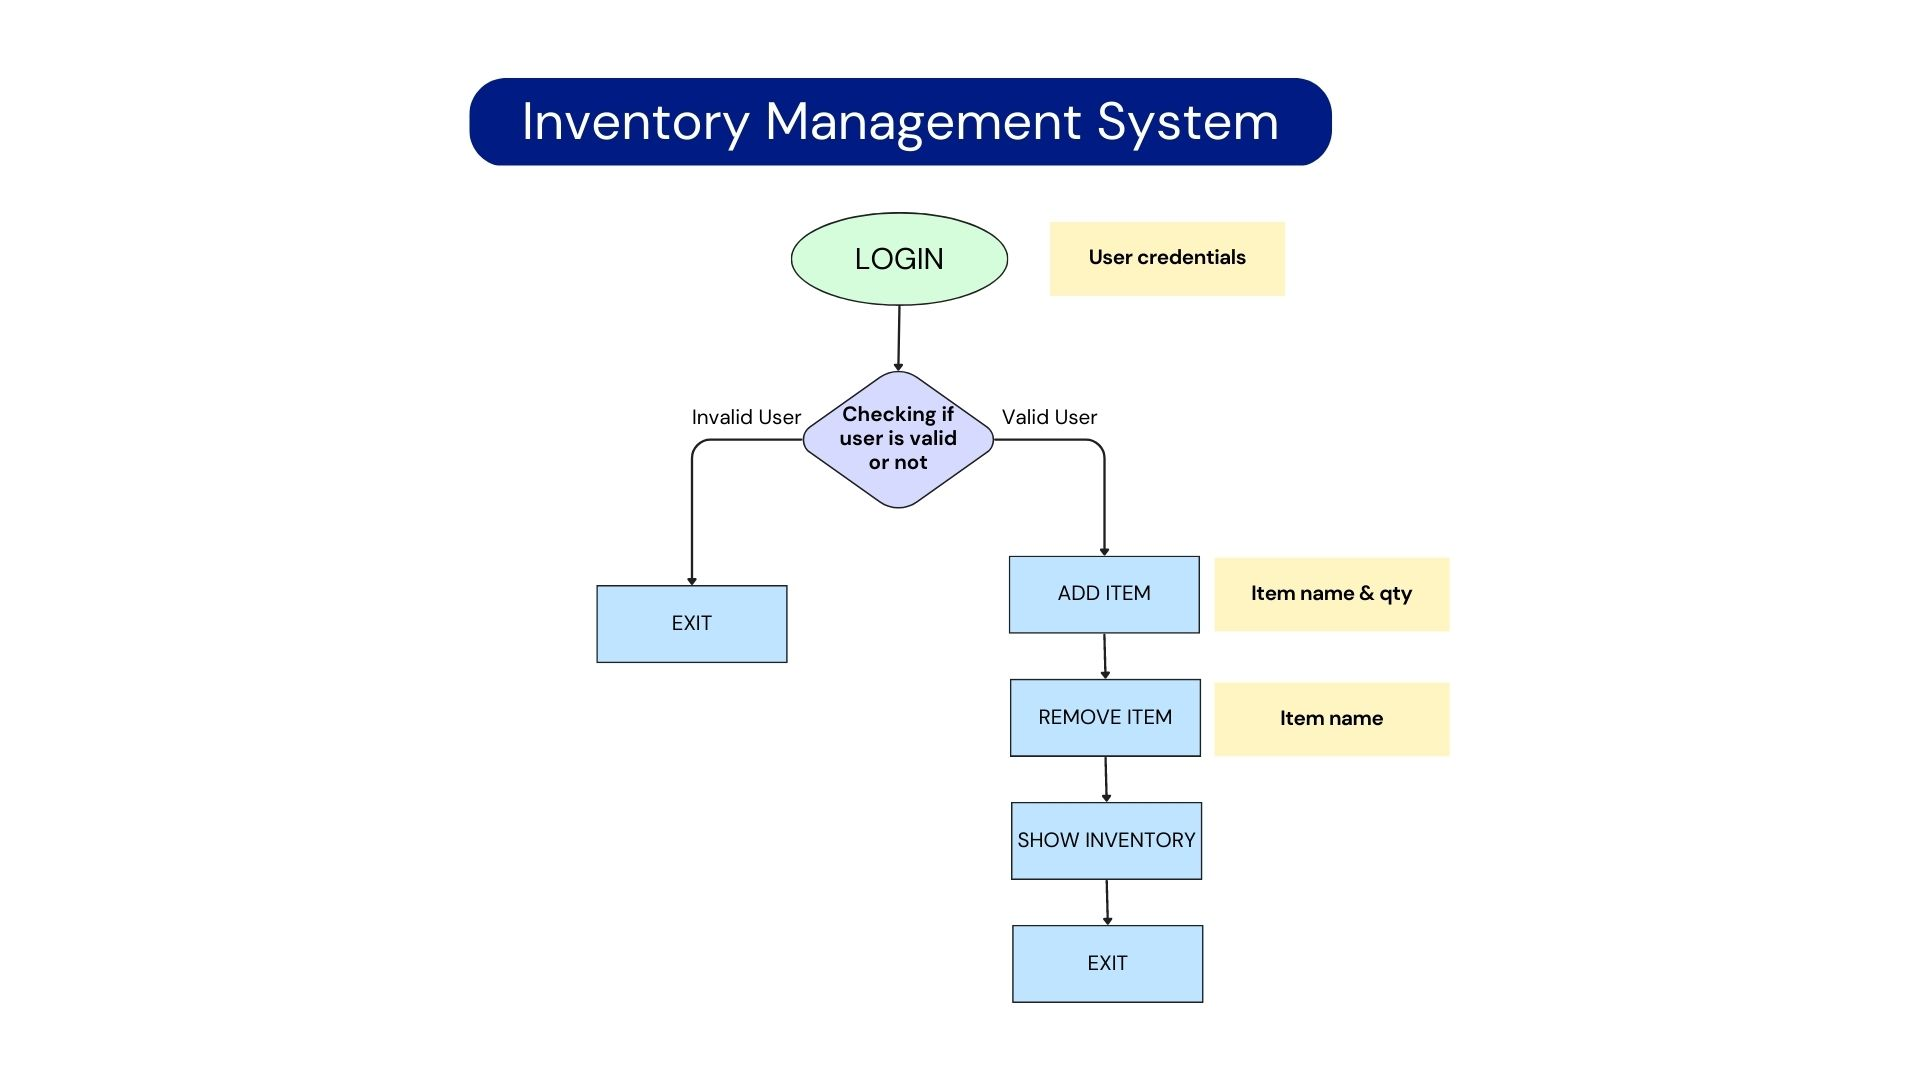 Inventory Management System
LOGIN
User credentials
Invalid User
Checking if
user is valid
or not
Valid User
EXIT
ADD ITEM
Item name & qty
REMOVE ITEM
Item name
SHOW INVENTORY
EXIT